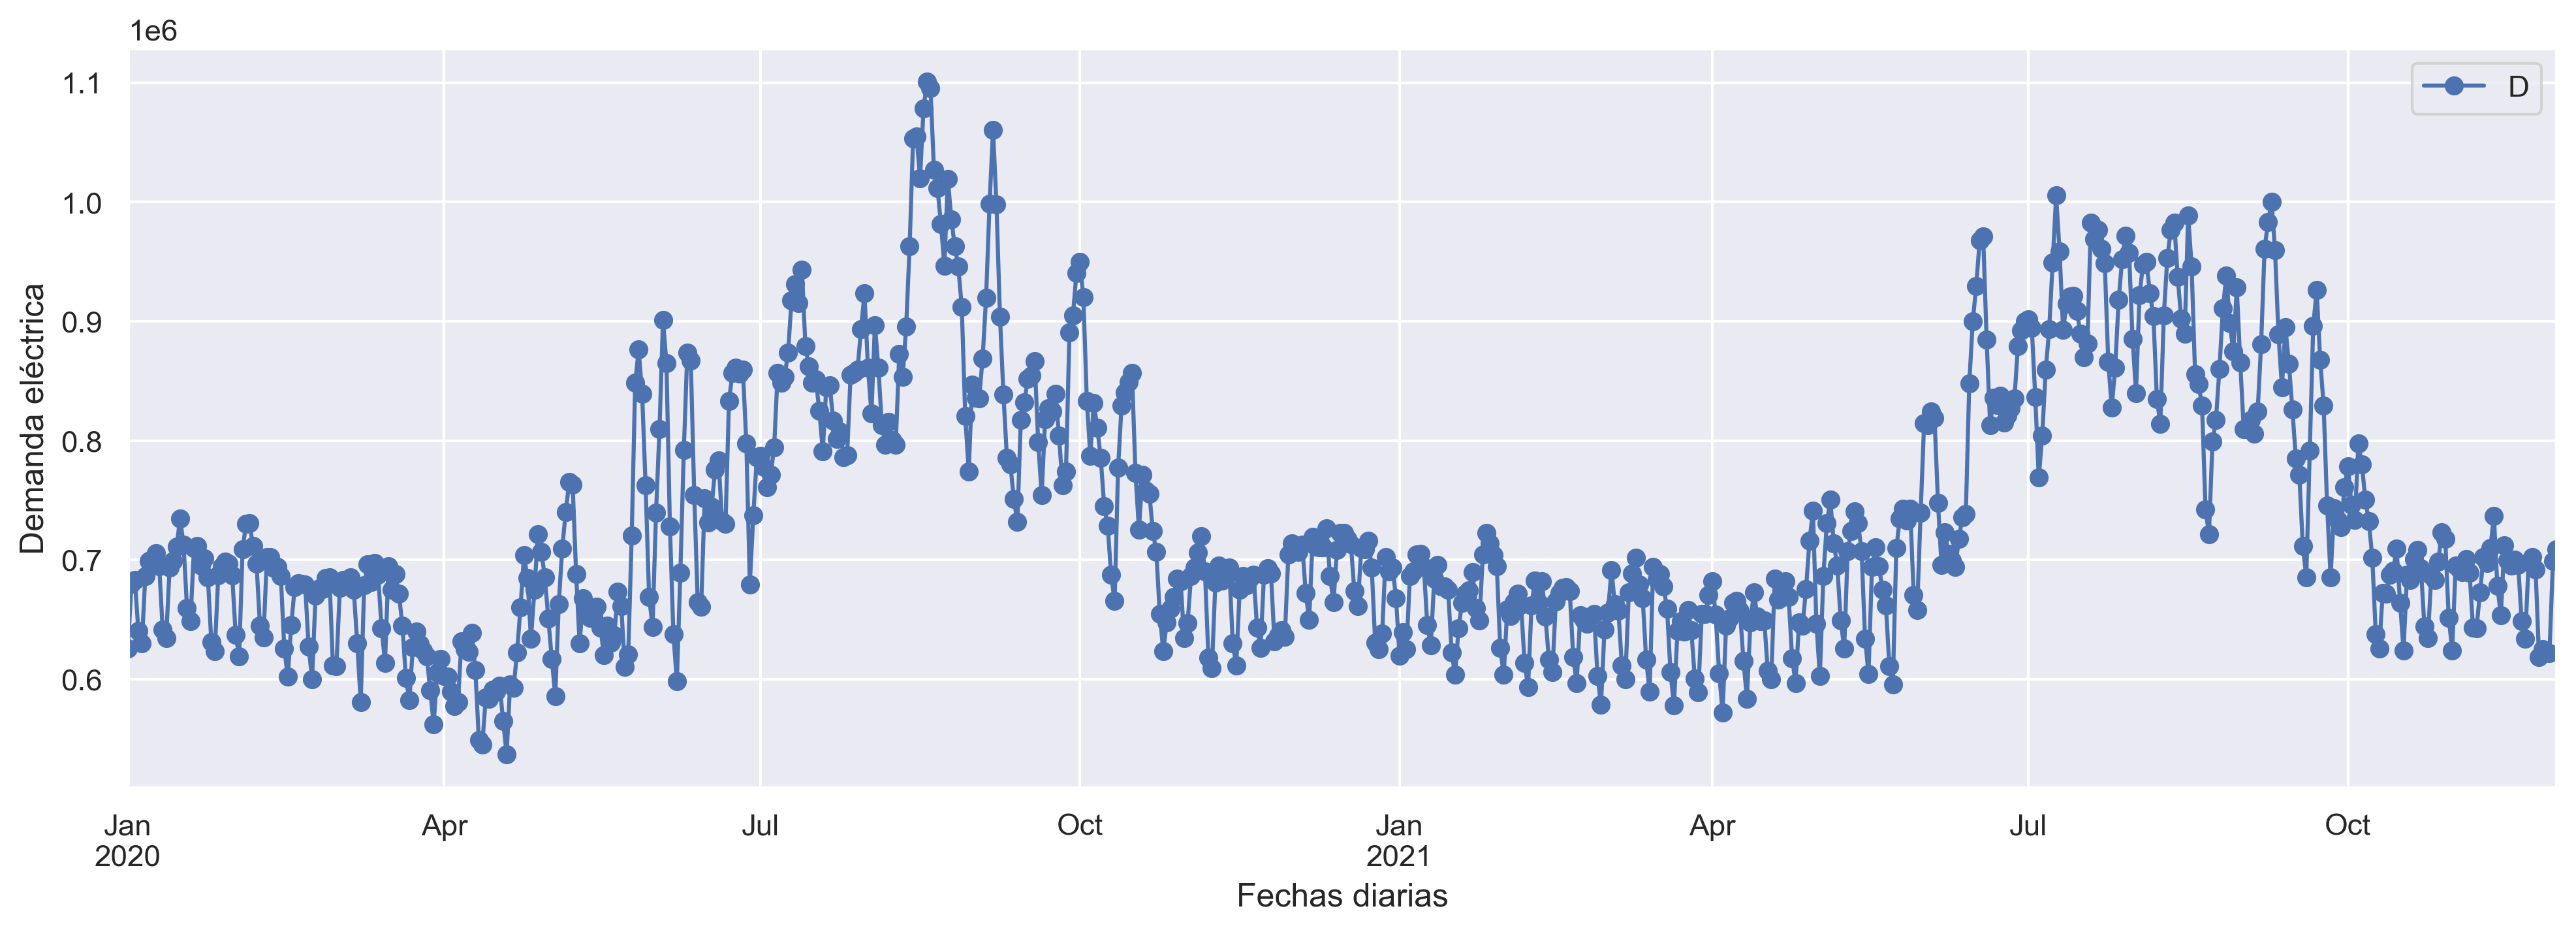 1e6
1.1
1.0
0.9
0.8
0.7
0.6
Demanda eléctrica
D
Jan Apr Jul Oct Jan Apr Jul Oct
2020 2021
Fechas diarias